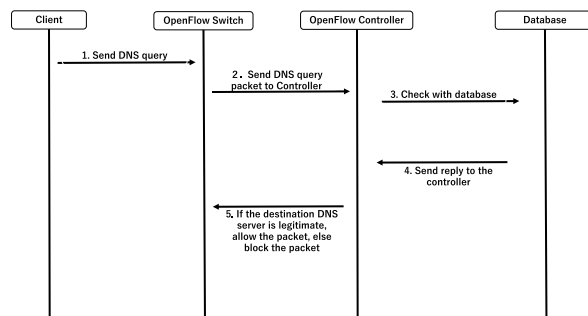 Client
OpenFlow Switch
OpenFlow Controller
Database
1. Send DNS query
2. Send DNS query
packet to Controller
3. Check with database
4. Send reply to the
controller
5. If the destination DNS
server is legitimate,
allow the packet, else
block the packet